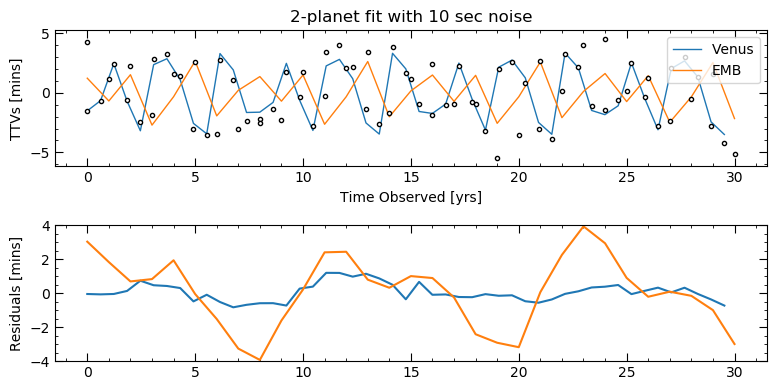 2-planet fit with 10 sec noise
5
0
−5
TTVs [mins]
Venus
EMB
0 5 10 15 20 25 30
Time Observed [yrs]
4
2
0
−2
−4
Residuals [mins]
0 5 10 15 20 25 30